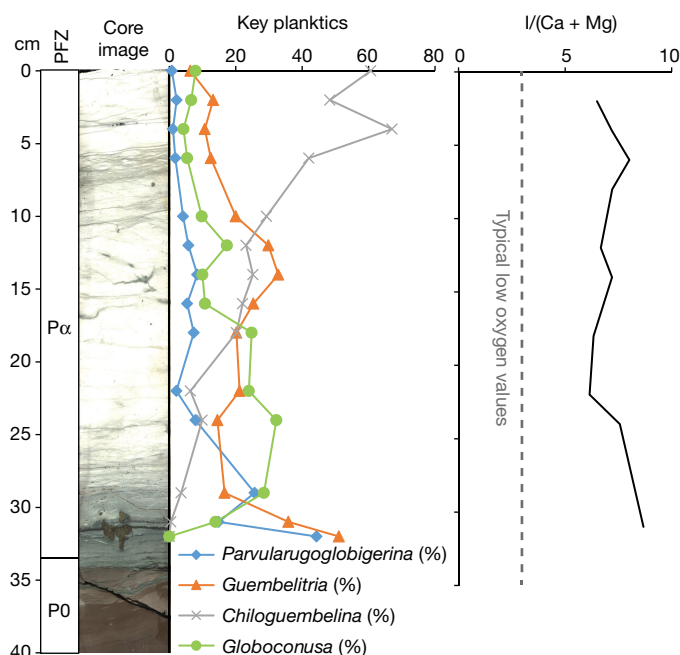 cm
PFZ
Core
image
Key planktics
I/(Ca + Mg)
0
20
40
60
80
0
5
10
0
5
10
15
20
25
30
35
40
Pα
P0
Typical low oxygen values
Parvularugoglobigerina (%)
Guembelitria (%)
Chiloguembelina (%)
Globoconusa (%)